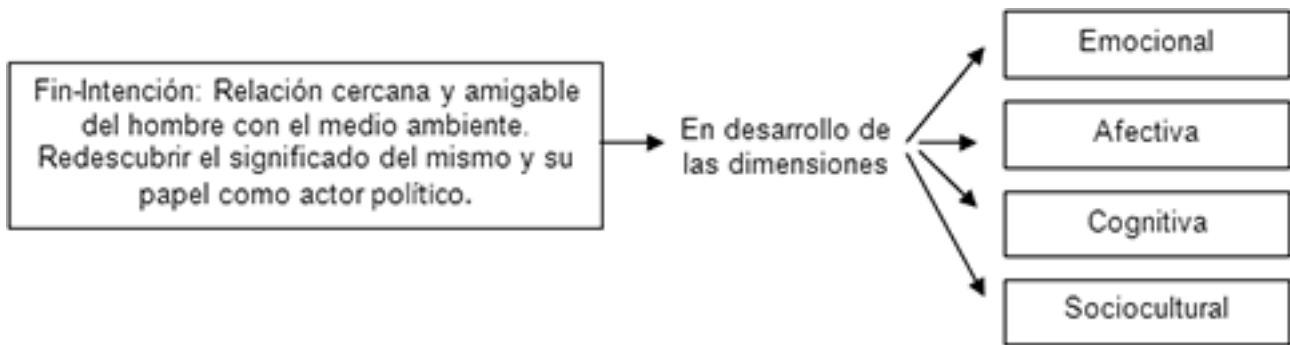 Fin-Intención: Relación cercana y amigable
del hombre con el medio ambiente.
Redescubrir el significado del mismo y su
papel como actor político.
En desarrollo de
las dimensiones
Emocional
Afectiva
Cognitiva
Sociocultural